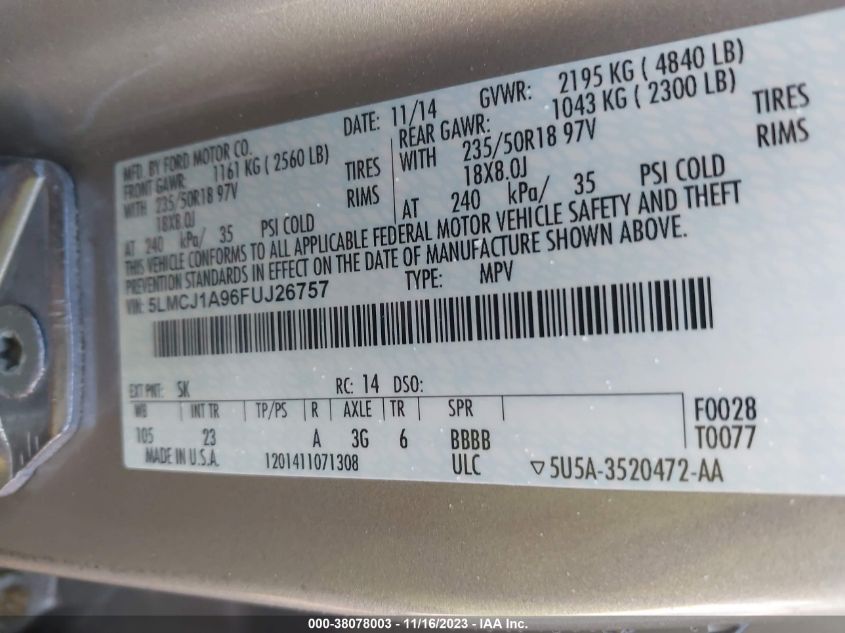 MFD. BY FORD MOTOR CO.
FRONT GAWR: 1161 KG ( 2560 LB)
WITH 235/50R18 97V TIRES
18X8.0J RIMS
AT 240 kPa/ 35 PSI COLD
DATE: 11/14 GVWR: 2195 KG ( 4840 LB)
REAR GAWR: 1043 KG ( 2300 LB)
WITH 235/50R18 97V TIRES
18X8.0J RIMS
AT 240 kPa/ 35 PSI COLD
THIS VEHICLE CONFORMS TO ALL APPLICABLE FEDERAL MOTOR VEHICLE SAFETY AND THEFT
PREVENTION STANDARDS IN EFFECT ON THE DATE OF MANUFACTURE SHOWN ABOVE.
VIN: 5LMCJ1A96FUJ26757 TYPE: MPV
EXT PNT: SK RC: 14 DSO:
WB INT TR TP/PS R AXLE TR SPR F0028
105 23 A 3G 6 BBBB T0077
MADE IN U.S.A. 1201411071308 ULC ▽5U5A-3520472-AA
000-38078003 - 11/16/2023 - IAA Inc.